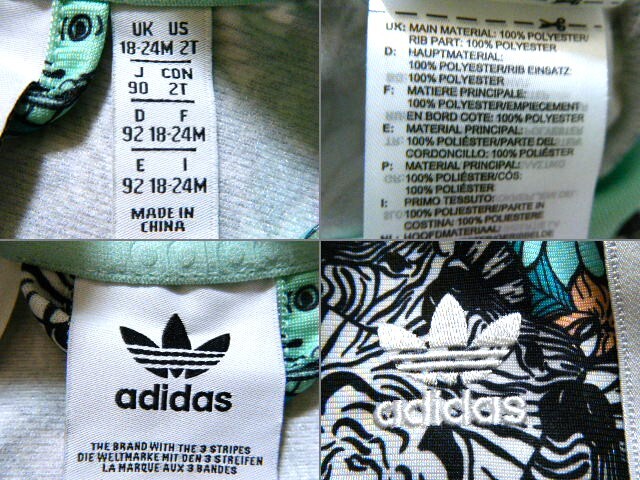 UK US
18-24M 2T
J CON
90 2T
D F
92 18-24M
E I
92 18-24M
MADE IN
CHINA
UK: MAIN MATERIAL: 100% POLYESTER/
RIB PART: 100% POLYESTER
D: HAUPTMATERIAL:
100% POLYESTER/RIB EINSATZ:
100% POLYESTER
F: MATIERE PRINCIPALE:
100% POLYESTER/EMPIECEMENT
EN BORD COTE: 100% POLYESTER
E: MATERIAL PRINCIPAL:
100% POLIÉSTER/PARTE DEL
CORDONCILLO: 100% POLIÉSTER
P: MATERIAL PRINCIPAL:
100% POLIÉSTER/CÓS:
100% POLIÉSTER
I: PRIMO TESSUTO:
100% POLIESTERE/PARTE IN
COSTINA: 100% POLIESTERE
HOOFDMATERIAAL:
adidas
THE BRAND WITH THE 3 STRIPES
DIE WELTMARKE MIT DEN 3 STREIFEN
LA MARQUE AUX 3 BANDES
adidas